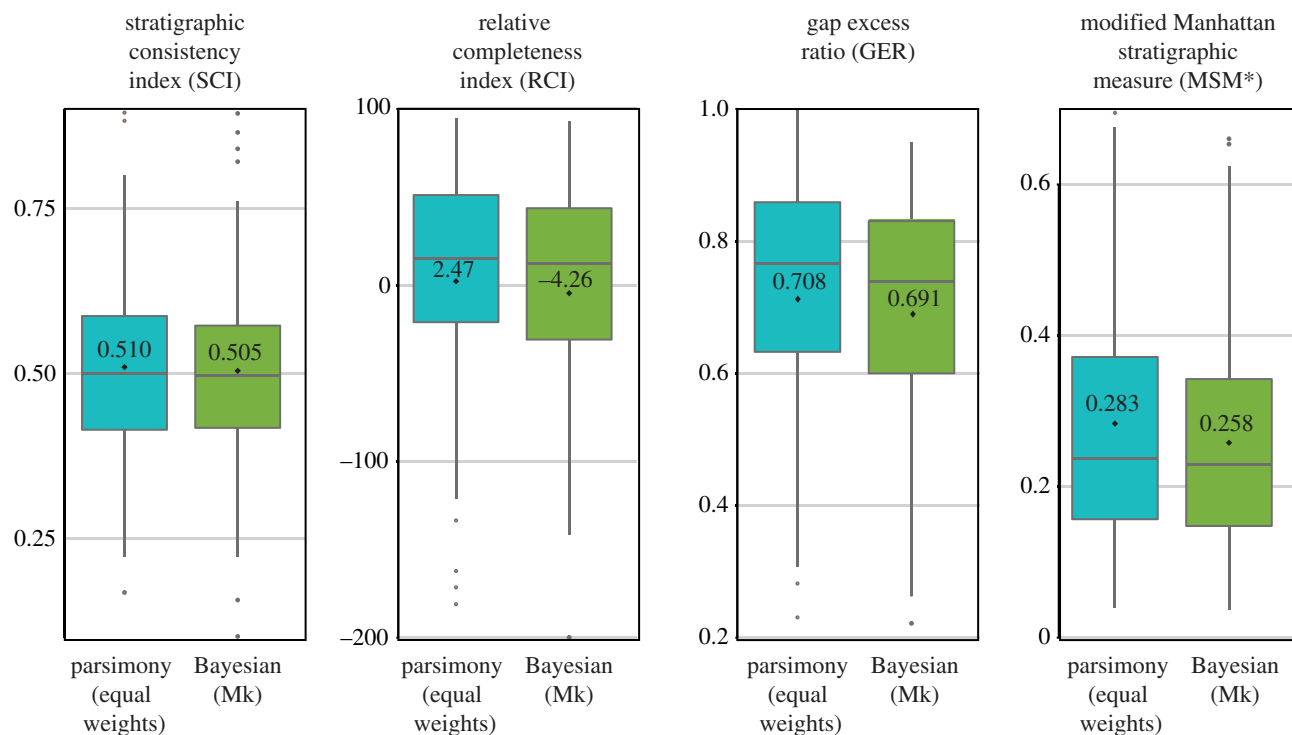 stratigraphic
consistency
index (SCI)
0.75
0.50
0.25
0.510
0.505
parsimony
(equal
weights)
Bayesian
(Mk)
relative
completeness
index (RCI)
100
0
–100
–200
2.47
–4.26
parsimony
(equal
weights)
Bayesian
(Mk)
gap excess
ratio (GER)
1.0
0.8
0.6
0.4
0.2
0.708
0.691
parsimony
(equal
weights)
Bayesian
(Mk)
modified Manhattan
stratigraphic
measure (MSM*)
0.6
0.4
0.2
0
0.283
0.258
parsimony
(equal
weights)
Bayesian
(Mk)